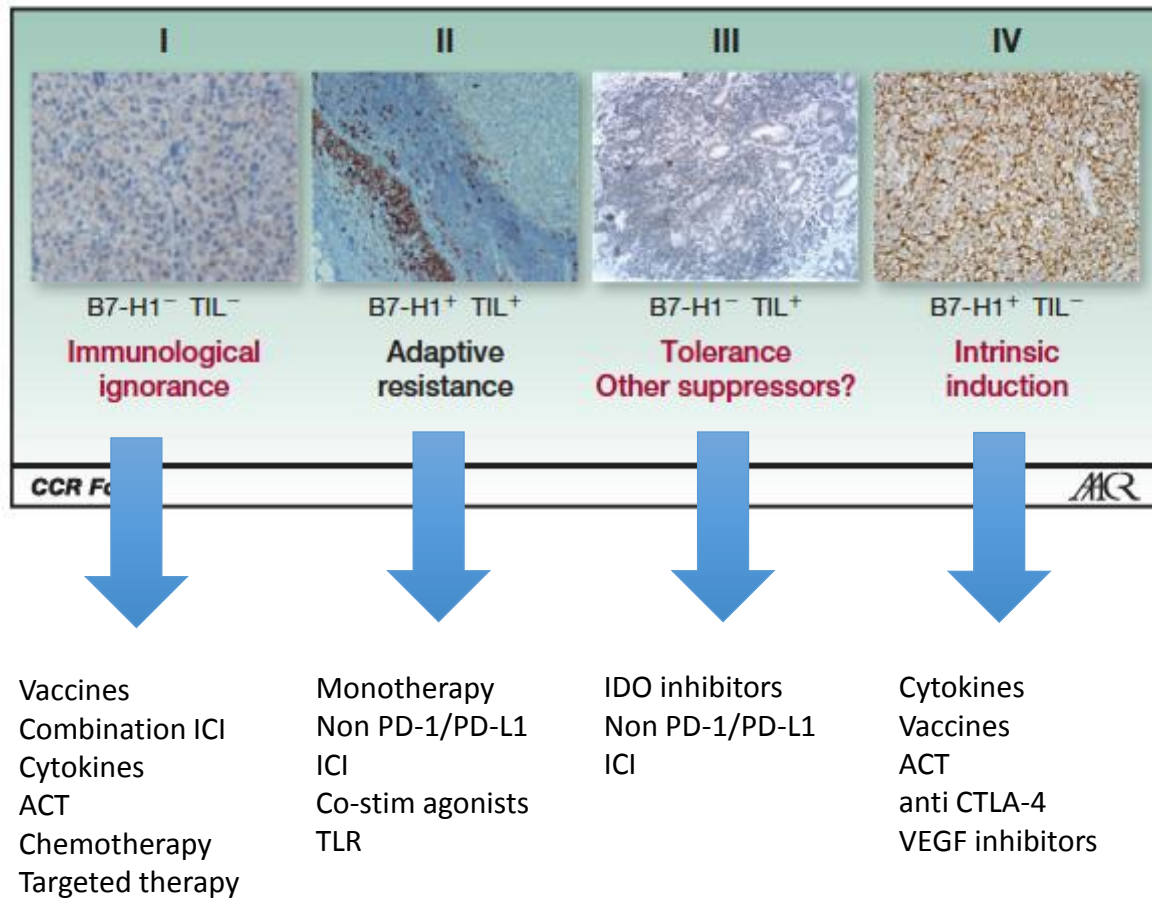 I
II
III
IV
B7-H1⁻ TIL⁻
B7-H1⁺ TIL⁺
B7-H1⁻ TIL⁺
B7-H1⁺ TIL⁻
Immunological
ignorance
Adaptive
resistance
Tolerance
Other suppressors?
Intrinsic
induction
CCR
AACR
Vaccines
Combination ICI
Cytokines
ACT
Chemotherapy
Targeted therapy
Monotherapy
Non PD-1/PD-L1
ICI
Co-stim agonists
TLR
IDO inhibitors
Non PD-1/PD-L1
ICI
Cytokines
Vaccines
ACT
anti CTLA-4
VEGF inhibitors